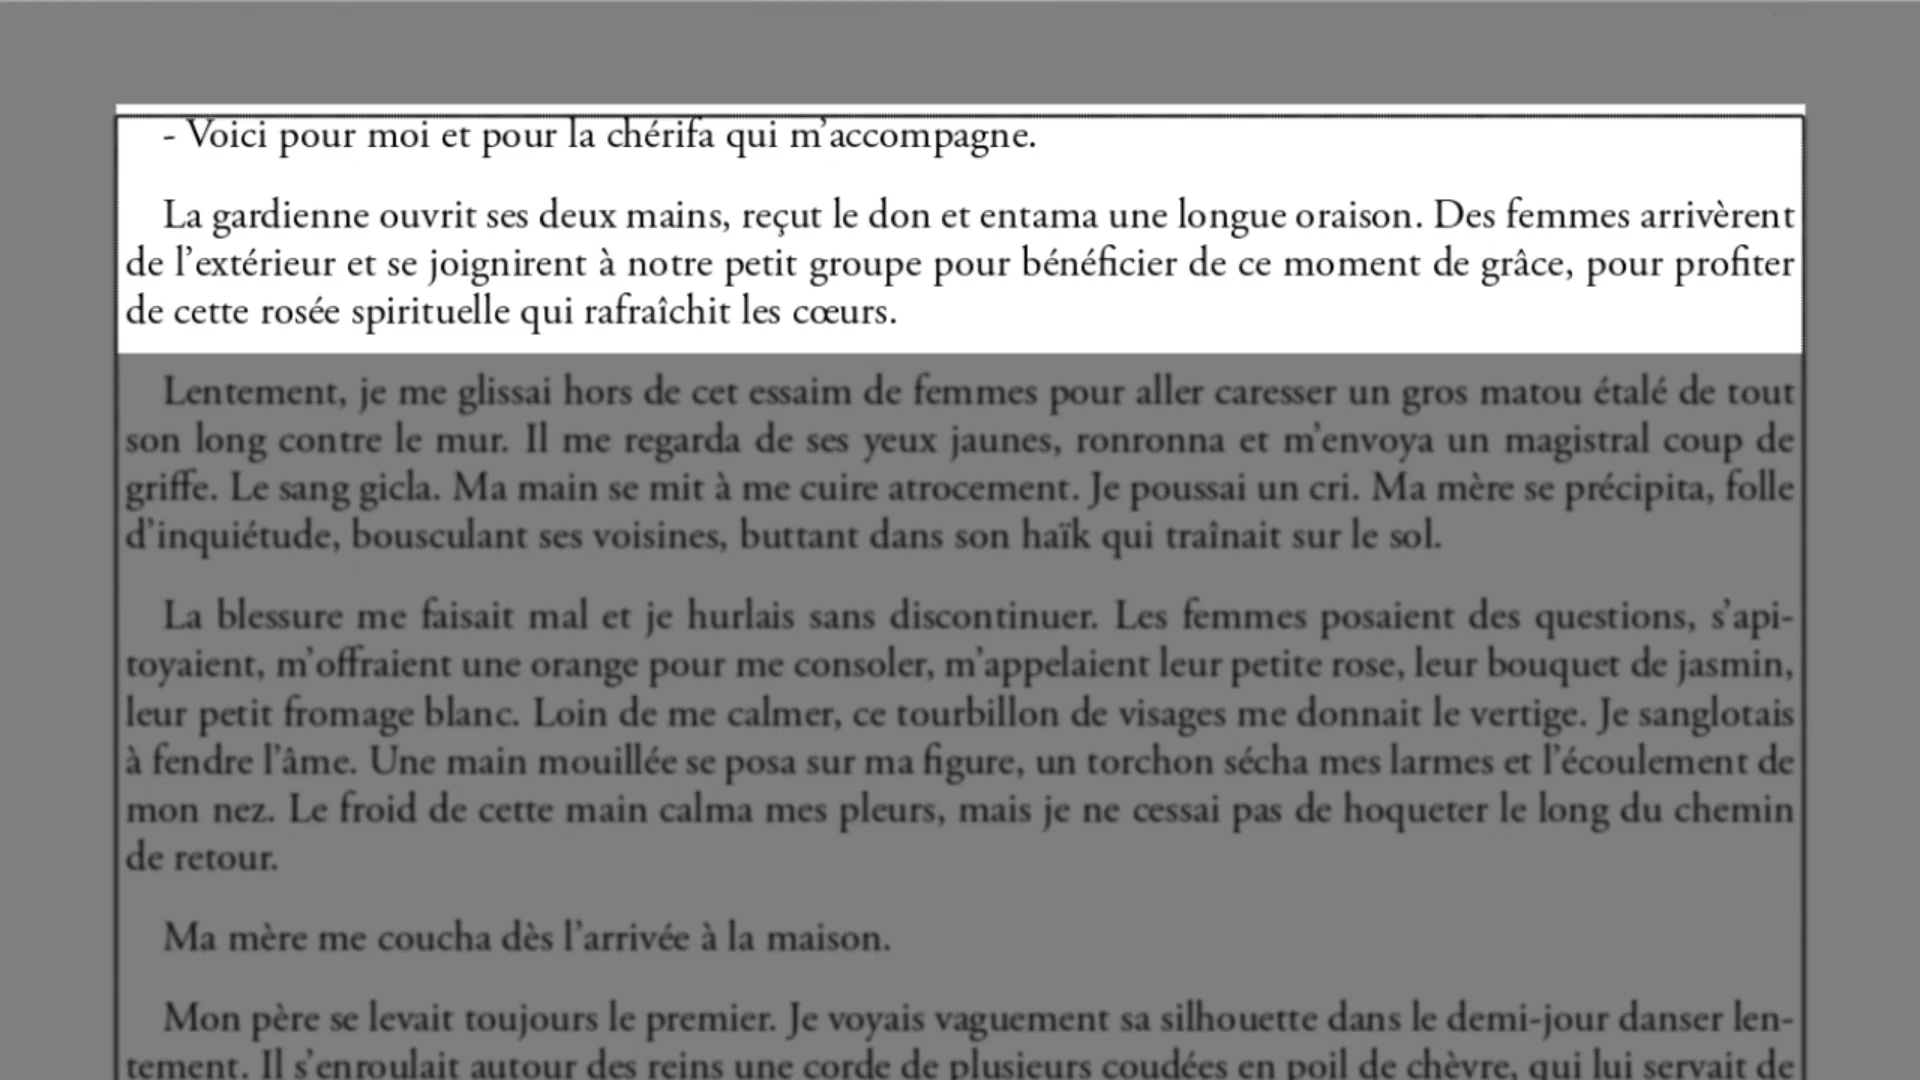 - Voici pour moi et pour la chérifa qui m'accompagne.
La gardienne ouvrit ses deux mains, reçut le don et entama une longue oraison. Des femmes arrivèrent
de l'extérieur et se joignirent à notre petit groupe pour bénéficier de ce moment de grâce, pour profiter
de cette rosée spirituelle qui rafraîchit les cœurs.
Lentement, je me glissai hors de cet essaim de femmes pour aller caresser un gros matou étalé de tout
son long contre le mur. Il me regarda de ses yeux jaunes, ronronna et m'envoya un magistral coup de
griffe. Le sang gicla. Ma main se mit à me cuire atrocement. Je poussai un cri. Ma mère se précipita, folle
d'inquiétude, bousculant ses voisines, buttant dans son haïk qui traînait sur le sol.
La blessure me faisait mal et je hurlais sans discontinuer. Les femmes posaient des questions, s'api-
toyaient, m'offraient une orange pour me consoler, m'appelaient leur petite rose, leur bouquet de jasmin,
leur petit fromage blanc. Loin de me calmer, ce tourbillon de visages me donnait le vertige. Je sanglotais
à fendre l'âme. Une main mouillée se posa sur ma figure, un torchon sécha mes larmes et l'écoulement de
mon nez. Le froid de cette main calma mes pleurs, mais je ne cessai pas de hoqueter le long du chemin
de retour.
Ma mère me coucha dès l'arrivée à la maison.
Mon père se levait toujours le premier. Je voyais vaguement sa silhouette dans le demi-jour danser len-
tement. Il s'enroulait autour des reins une corde de plusieurs coudées en poil de chèvre, qui lui servait de